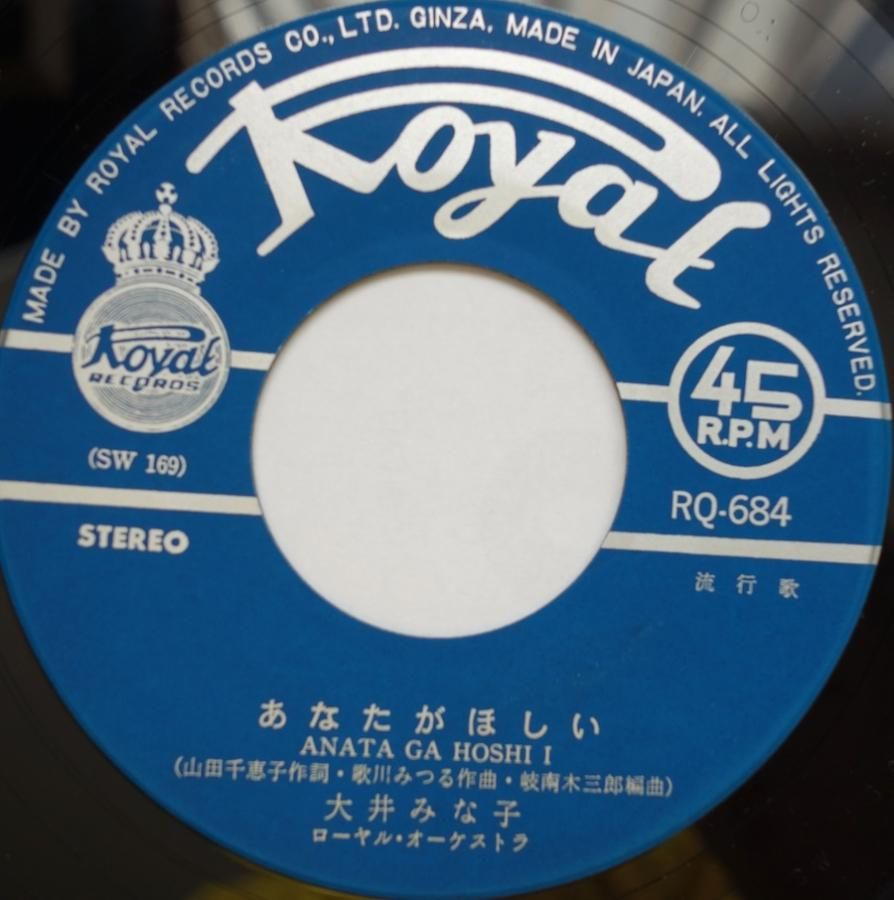 MADE BY ROYAL RECORDS CO., LTD. GINZA, MADE IN JAPAN. ALL LIGHTS RESERVED.
Royal
Royal
RECORDS
45
R.P.M
(SW 169)
RQ-684
STEREO
流行歌
あなたがほしい
ANATA GA HOSHI I
(山田千恵子作詞・歌川みつる作曲・岐南木三郎編曲)
大井みな子
ローヤル・オーケストラ